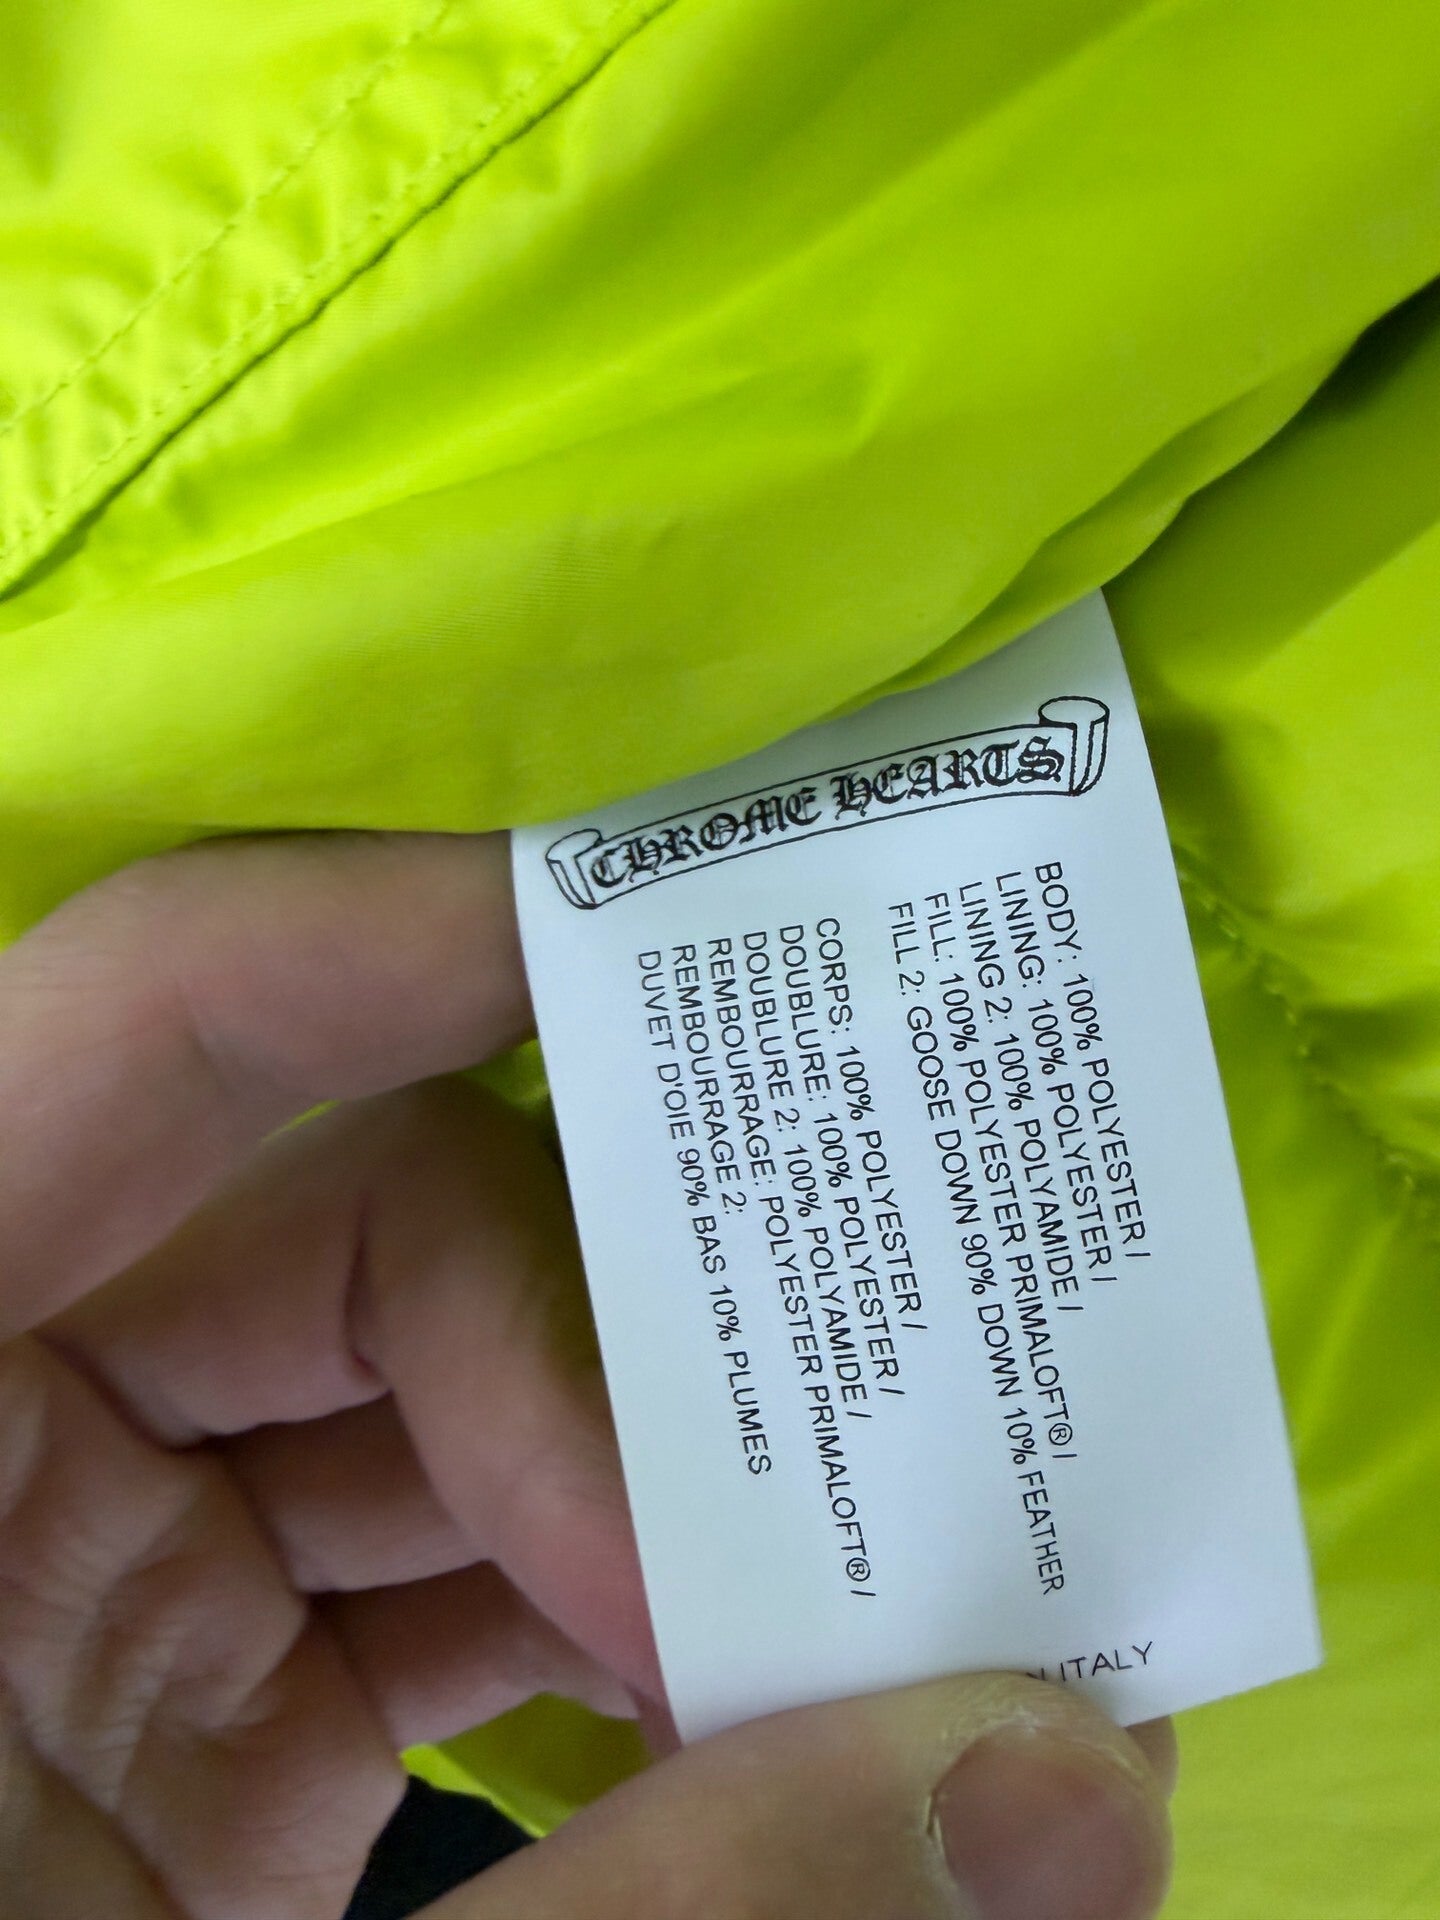 CHROME HEARTS
BODY: 100% POLYESTER /
LINING: 100% POLYESTER /
LINING 2: 100% POLYAMIDE /
FILL: 100% POLYESTER PRIMALOFT® /
FILL 2: GOOSE DOWN 90% DOWN 10% FEATHER
CORPS: 100% POLYESTER /
DOUBLURE: 100% POLYESTER /
DOUBLURE 2: 100% POLYAMIDE /
REMBOURRAGE: POLYESTER PRIMALOFT® /
REMBOURRAGE 2:
DUVET D'OIE 90% BAS 10% PLUMES
ITALY